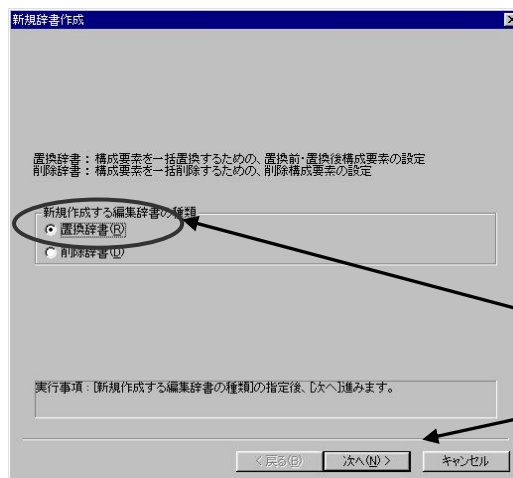 新規辞書作成
置換辞書：構成要素を一括置換するための、置換前・置換後構成要素の設定
削除辞書：構成要素を一括削除するための、削除構成要素の設定
新規作成する編集辞書の種類
置換辞書(R)
削除辞書(D)
実行事項：[新規作成する編集辞書の種類]の指定後、[次へ]進みます。
< 戻る(B)
次へ(N) >
キャンセル